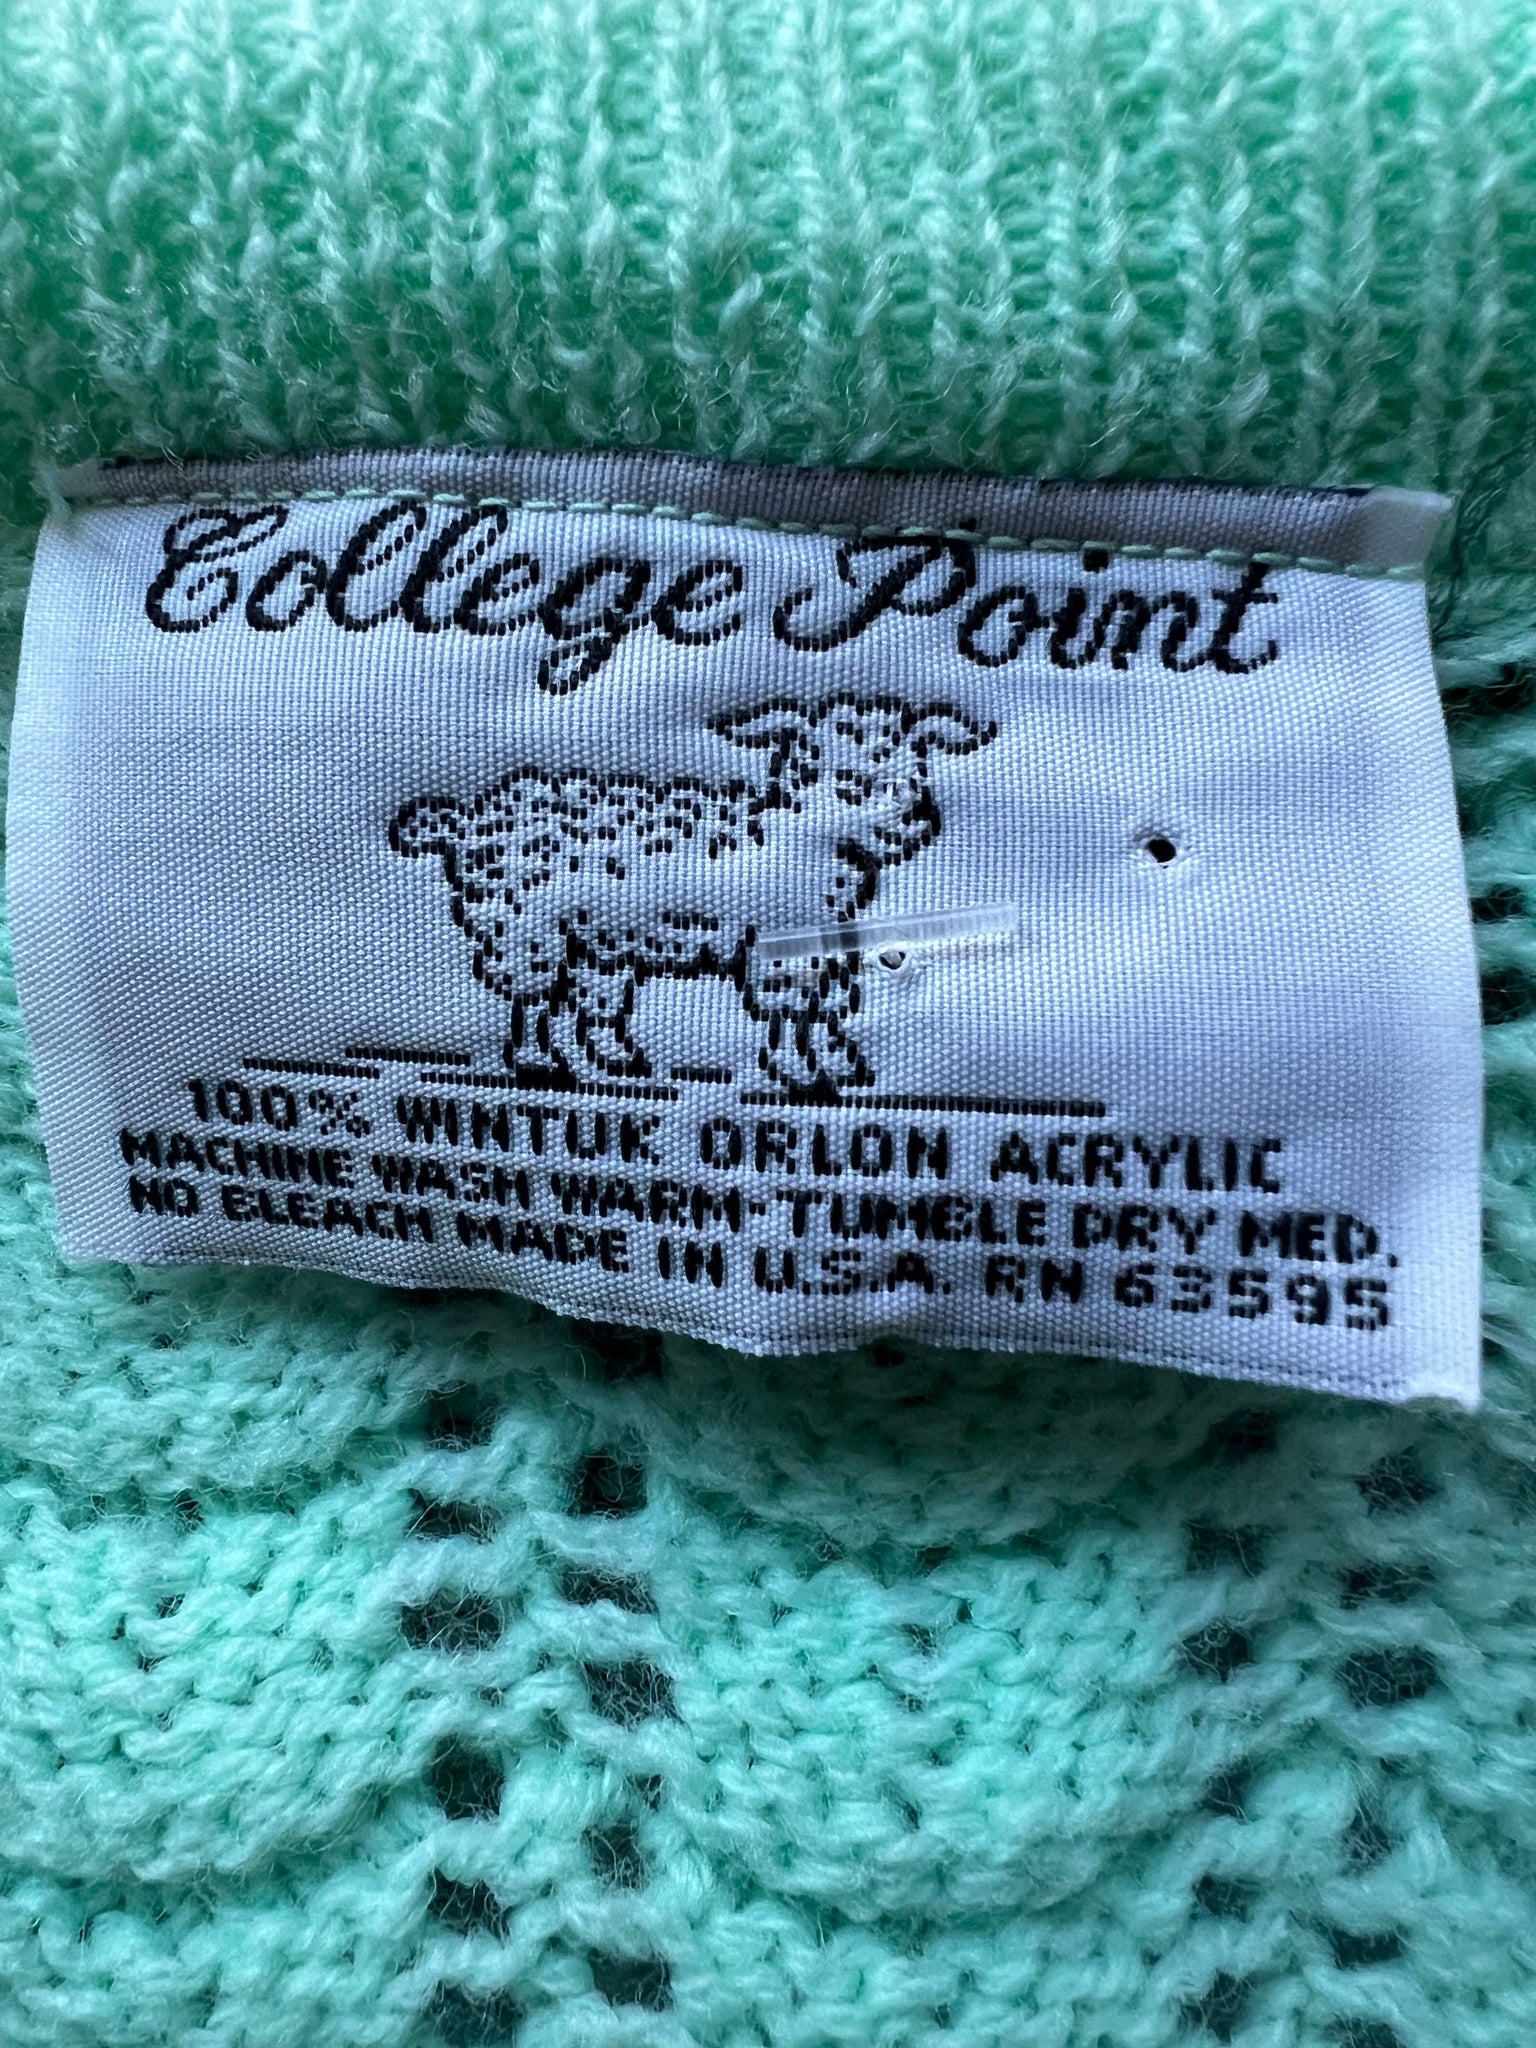 College Point
100% WINTUK ORLON ACRYLIC
MACHINE WASH WARM-TUMBLE DRY MED.
NO BLEACH MADE IN U.S.A. RN 63595